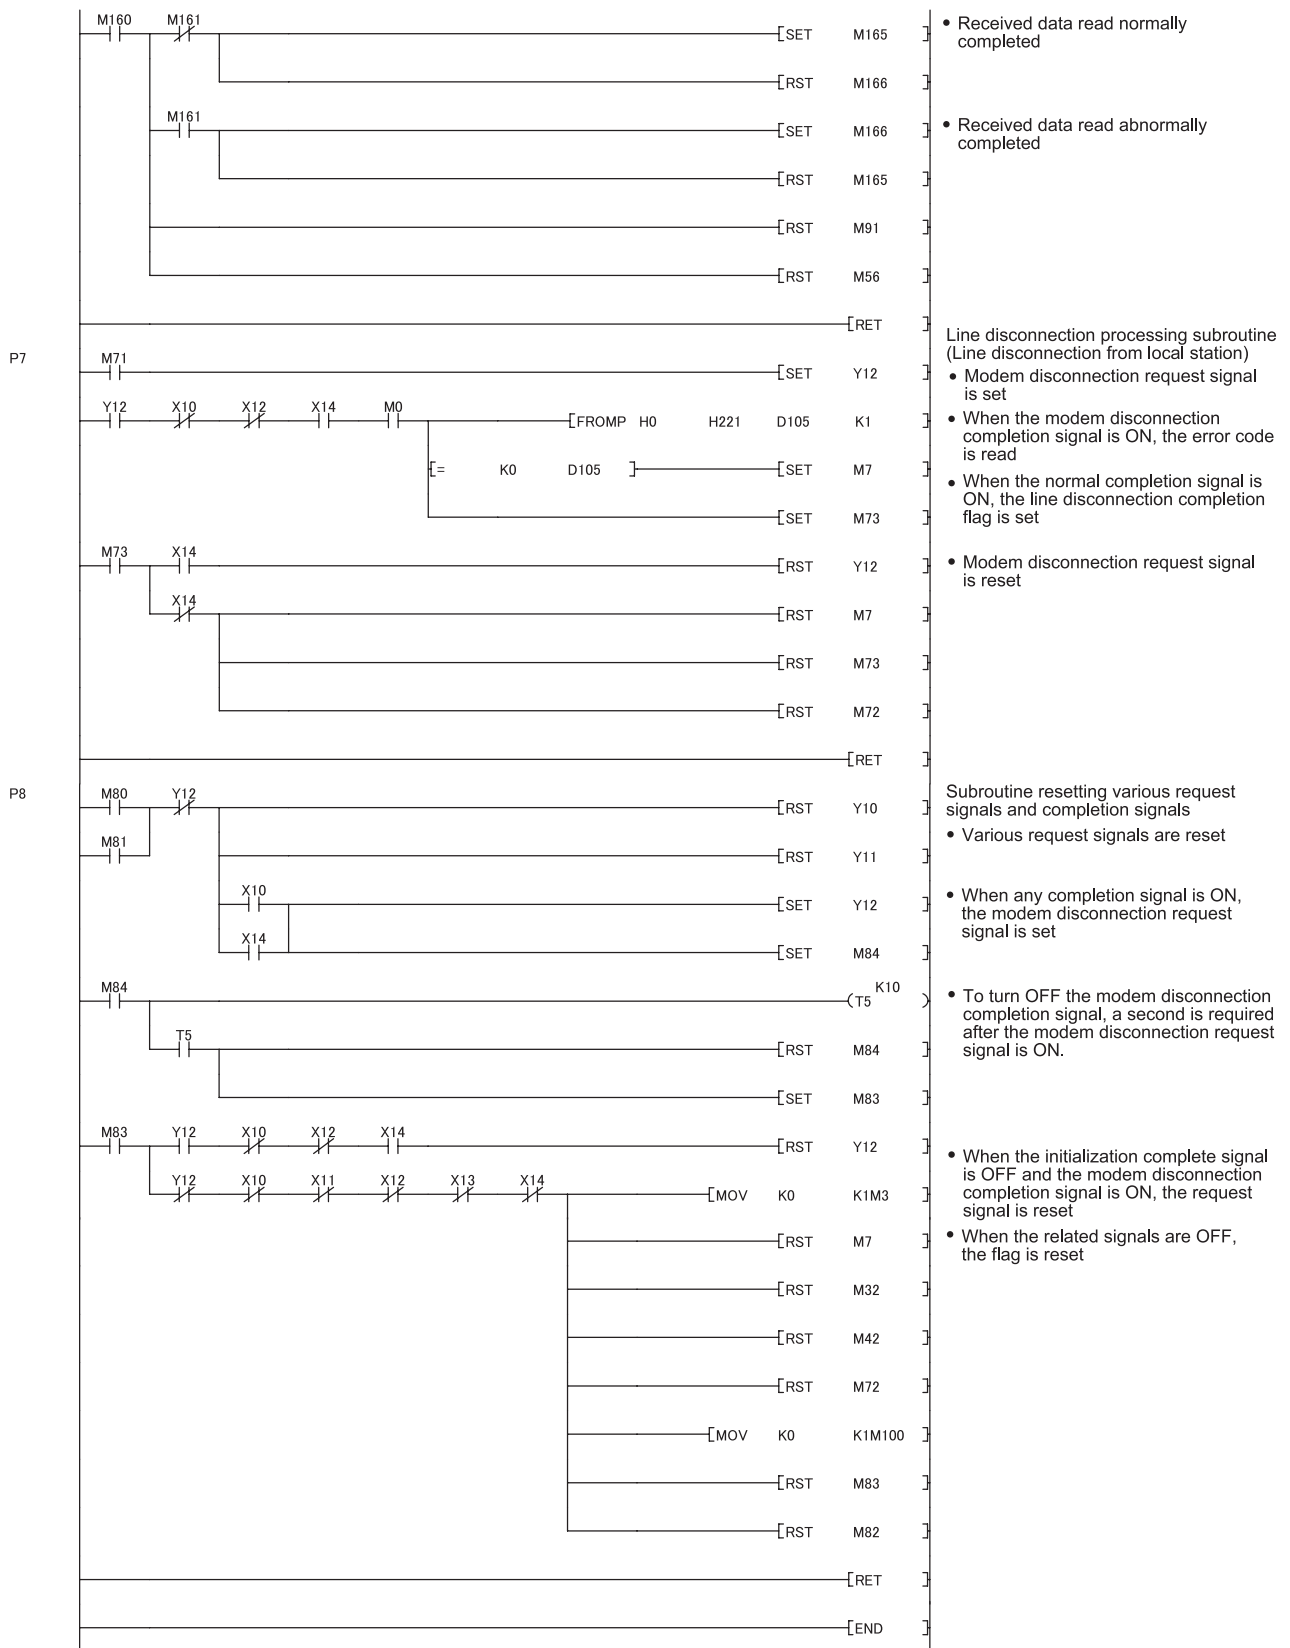 M160 M161
[SET M165 ]
• Received data read normally
completed
[RST M166 ]
M161
[SET M166 ]
• Received data read abnormally
completed
[RST M165 ]
[RST M91 ]
[RST M56 ]
[RET ]
Line disconnection processing subroutine
(Line disconnection from local station)
P7
M71
[SET Y12 ]
• Modem disconnection request signal
is set
Y12 X10 X12 X14 M0
[FROMP H0 H221 D105 K1 ]
• When the modem disconnection
completion signal is ON, the error code
is read
[= K0 D105 ]
[SET M7 ]
• When the normal completion signal is
ON, the line disconnection completion
flag is set
[SET M73 ]
M73 X14
[RST Y12 ]
• Modem disconnection request signal
is reset
X14
[RST M7 ]
[RST M73 ]
[RST M72 ]
[RET ]
P8
M80 Y12
[RST Y10 ]
Subroutine resetting various request
signals and completion signals
• Various request signals are reset
M81
[RST Y11 ]
X10
[SET Y12 ]
• When any completion signal is ON,
the modem disconnection request
signal is set
X14
[SET M84 ]
M84
K10
(T5 )
• To turn OFF the modem disconnection
completion signal, a second is required
after the modem disconnection request
signal is ON.
T5
[RST M84 ]
[SET M83 ]
M83 Y12 X10 X12 X14
[RST Y12 ]
• When the initialization complete signal
is OFF and the modem disconnection
completion signal is ON, the request
signal is reset
Y12 X10 X11 X12 X13 X14
[MOV K0 K1M3 ]
• When the related signals are OFF,
the flag is reset
[RST M7 ]
[RST M32 ]
[RST M42 ]
[RST M72 ]
[MOV K0 K1M100 ]
[RST M83 ]
[RST M82 ]
[RET ]
[END ]